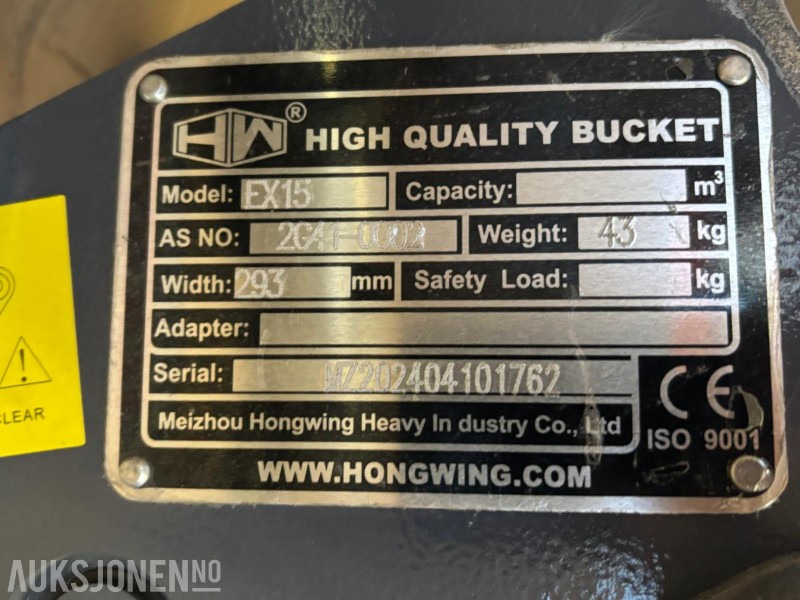 HW ® HIGH QUALITY BUCKET
Model: EX15 Capacity: m³
AS NO: 2G41-0002 Weight: 43 kg
Width: 293 mm Safety Load: kg
Adapter:
Serial: MZ202404101762
Meizhou Hongwing Heavy In dustry Co., Ltd
CE
ISO 9001
WWW.HONGWING.COM
CLEAR
AUKSJONEN.NO